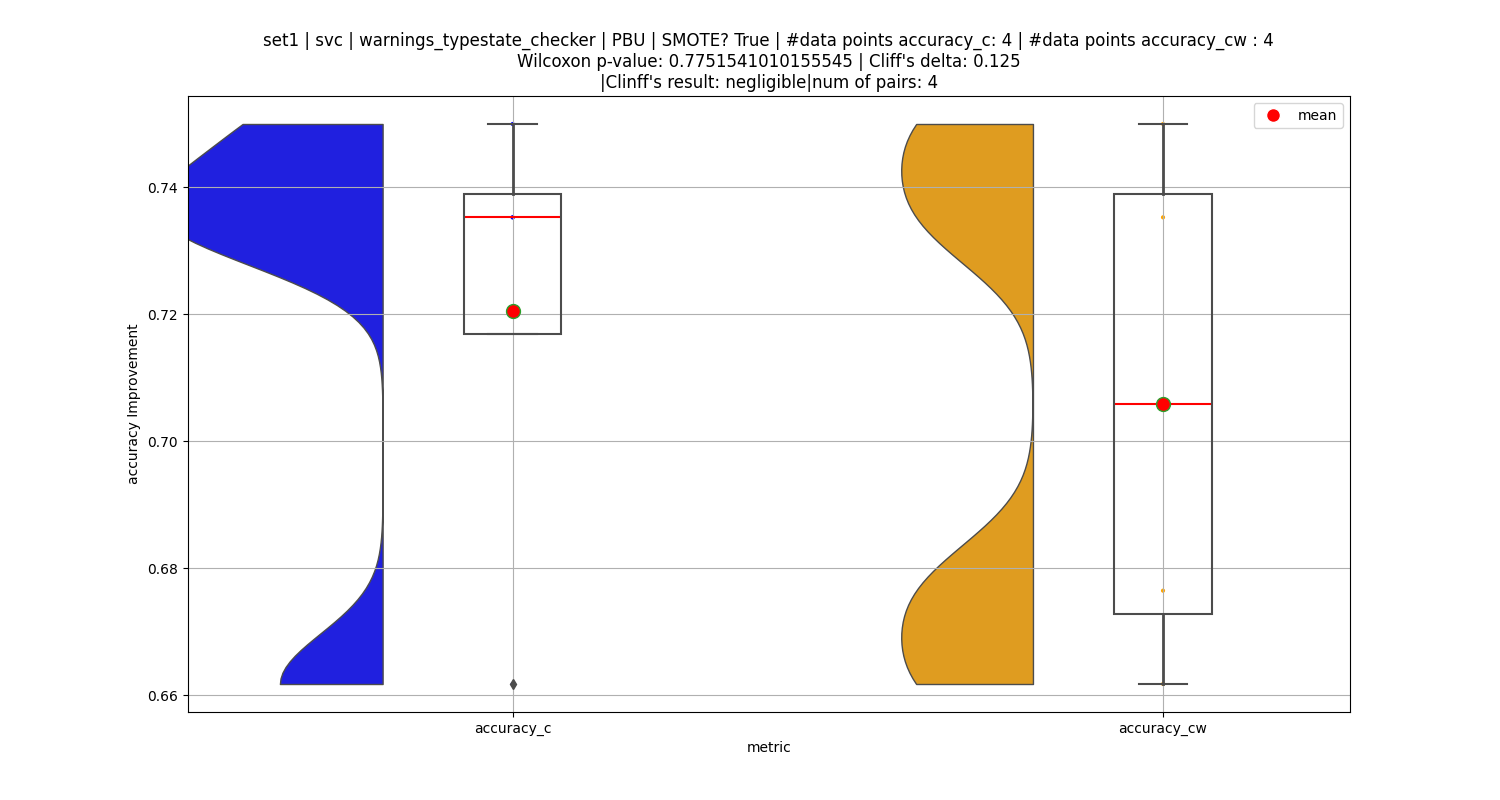 set1 | svc | warnings_typestate_checker | PBU | SMOTE? True | #data points accuracy_c: 4 | #data points accuracy_cw : 4
Wilcoxon p-value: 0.7751541010155545 | Cliff's delta: 0.125
|Clinff's result: negligible|num of pairs: 4
mean
0.74
0.72
0.70
0.68
0.66
accuracy Improvement
accuracy_c
accuracy_cw
metric